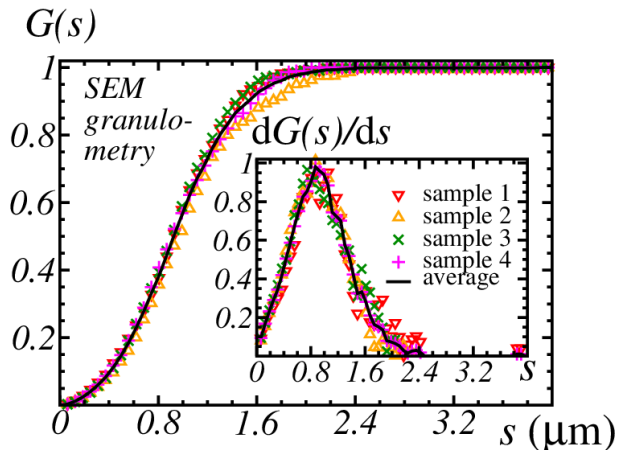 G(s)
1
SEM
granulo-
metry
0.8
0.6
0.4
0.2
0 0.8 1.6 2.4 3.2 s (μm)
dG(s)/ds
1
0.8
0.6
0.4
0.2
sample 1
sample 2
sample 3
sample 4
average
0 0.8 1.6 2.4 3.2 s